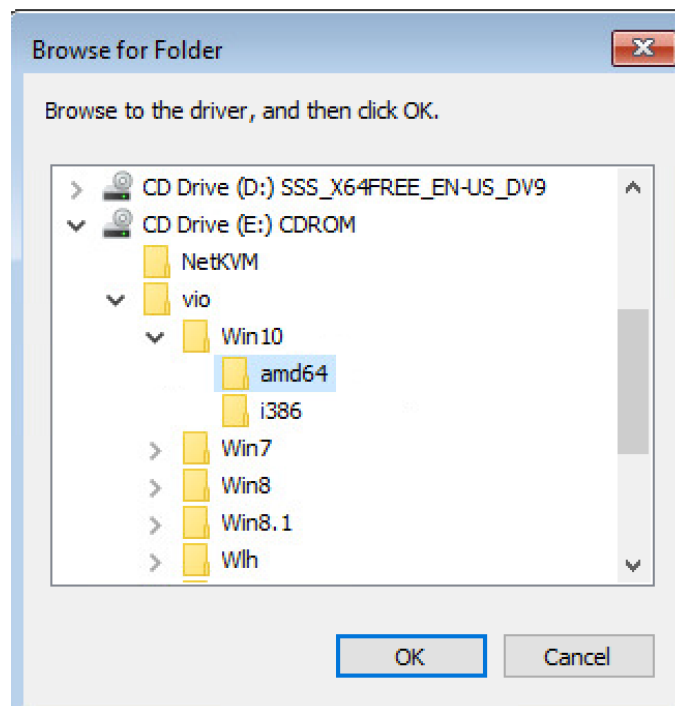 Browse for Folder
Browse to the driver, and then click OK.
CD Drive (D:) SSS_X64FREE_EN-US_DV9
CD Drive (E:) CDROM
NetKVM
vio
Win10
amd64
i386
Win7
Win8
Win8.1
Wlh
OK Cancel